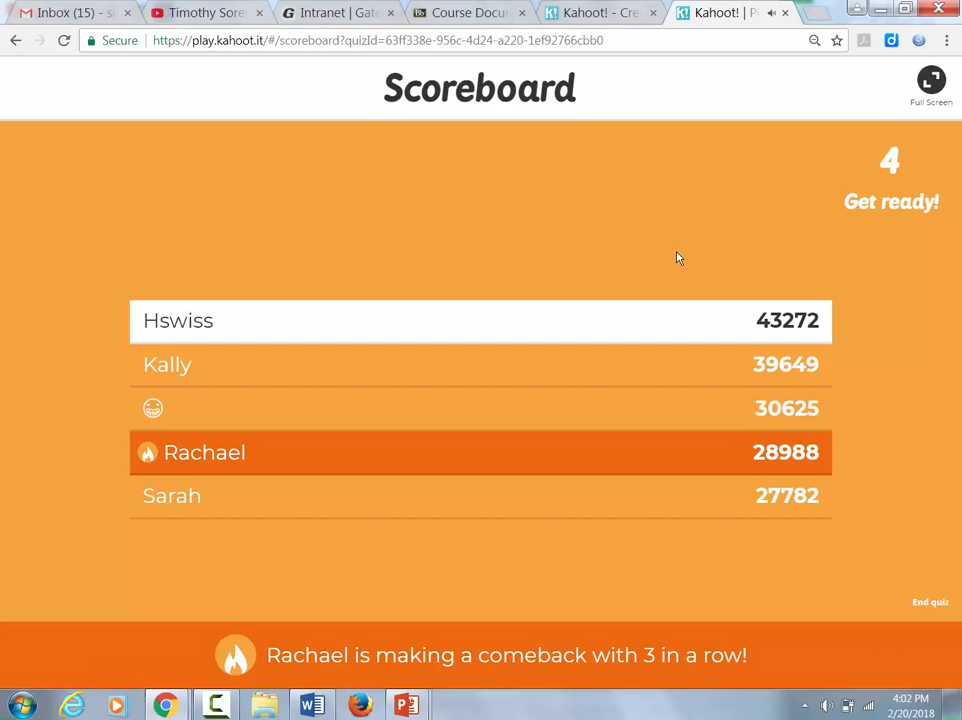 Inbox (15) - s
Timothy Sore
Intranet | Gate
Course Docu
Kahoot! - Cre
Kahoot! | P
Secure https://play.kahoot.it/#/scoreboard?quizId=63ff338e-956c-4d24-a220-1ef92766cbb0
Scoreboard
Full Screen
4
Get ready!
Hswiss 43272
Kally 39649
😁 30625
Rachael 28988
Sarah 27782
End quiz
Rachael is making a comeback with 3 in a row!
4:02 PM
2/20/2018